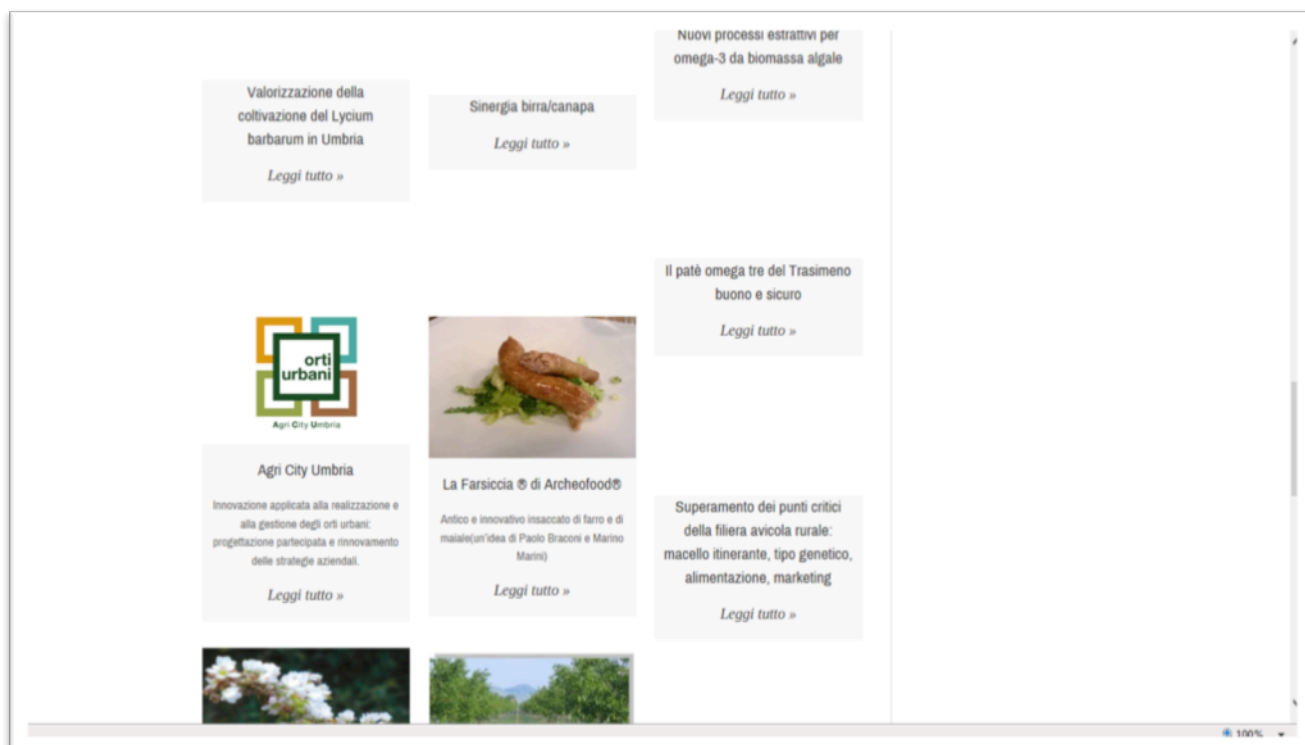 Valorizzazione della
coltivazione del Lycium
barbarum in Umbria
Leggi tutto »
orti
urbani
Agri City Umbria
Agri City Umbria
Innovazione applicata alla realizzazione e
alla gestione degli orti urbani:
progettazione partecipata e rinnovamento
delle strategie aziendali.
Leggi tutto »
Sinergia birra/canapa
Leggi tutto »
La Farsiccia ® di Archeofood®
Antico e innovativo insaccato di farro e di
maiale(un'idea di Paolo Braconi e Marino
Marini)
Leggi tutto »
Nuovi processi estrattivi per
omega-3 da biomassa algale
Leggi tutto »
Il patè omega tre del Trasimeno
buono e sicuro
Leggi tutto »
Superamento dei punti critici
della filiera avicola rurale:
macello itinerante, tipo genetico,
alimentazione, marketing
Leggi tutto »
100%